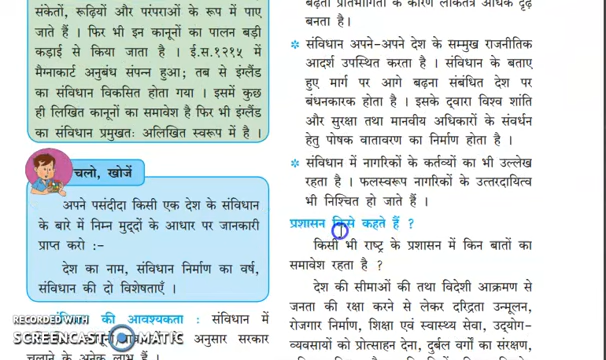 संकेतों, रूढ़ियों और परंपराओं के रूप में पाए
जाते हैं । फिर भी इन कानूनों का पालन बड़ी
कड़ाई से किया जाता है । ई.स.१२१५ में
मैग्नाकार्ट अनुबंध संपन्न हुआ; तब से इंग्लैंड
का संविधान विकसित होता गया । इसमें कुछ
ही लिखित कानूनों का समावेश है फिर भी इंग्लैंड
का संविधान प्रमुखतः अलिखित स्वरूप में है ।
चलो, खोजें
अपने पसंदीदा किसी एक देश के संविधान
के बारे में निम्न मुद्दों के आधार पर जानकारी
प्राप्त करो :-
देश का नाम, संविधान निर्माण का वर्ष,
संविधान की दो विशेषताएँ ।
की आवश्यकता : संविधान में
अनुसार सरकार
चलाने के अनेक लाभ हैं ।
बढ़ती प्रतिभागिता के कारण लोकतंत्र अधिक दृढ़
बनता है ।
* संविधान अपने-अपने देश के सम्मुख राजनीतिक
आदर्श उपस्थित करता है । संविधान के बताए
हुए मार्ग पर आगे बढ़ना संबंधित देश पर
बंधनकारक होता है । इसके द्वारा विश्व शांति
और सुरक्षा तथा मानवीय अधिकारों के संवर्धन
हेतु पोषक वातावरण का निर्माण होता है ।
* संविधान में नागरिकों के कर्तव्यों का भी उल्लेख
रहता है । फलस्वरूप नागरिकों के उत्तरदायित्व
भी निश्चित हो जाते हैं ।
प्रशासन किसे कहते हैं ?
किसी भी राष्ट्र के प्रशासन में किन बातों का
समावेश रहता है ?
देश की सीमाओं की तथा विदेशी आक्रमण से
जनता की रक्षा करने से लेकर दरिद्रता उन्मूलन,
रोजगार निर्माण, शिक्षा एवं स्वास्थ्य सेवा, उद्योग-
व्यवसायों को प्रोत्साहन देना, दुर्बल वर्गों का संरक्षण,
SCREENCAST-O-MATIC